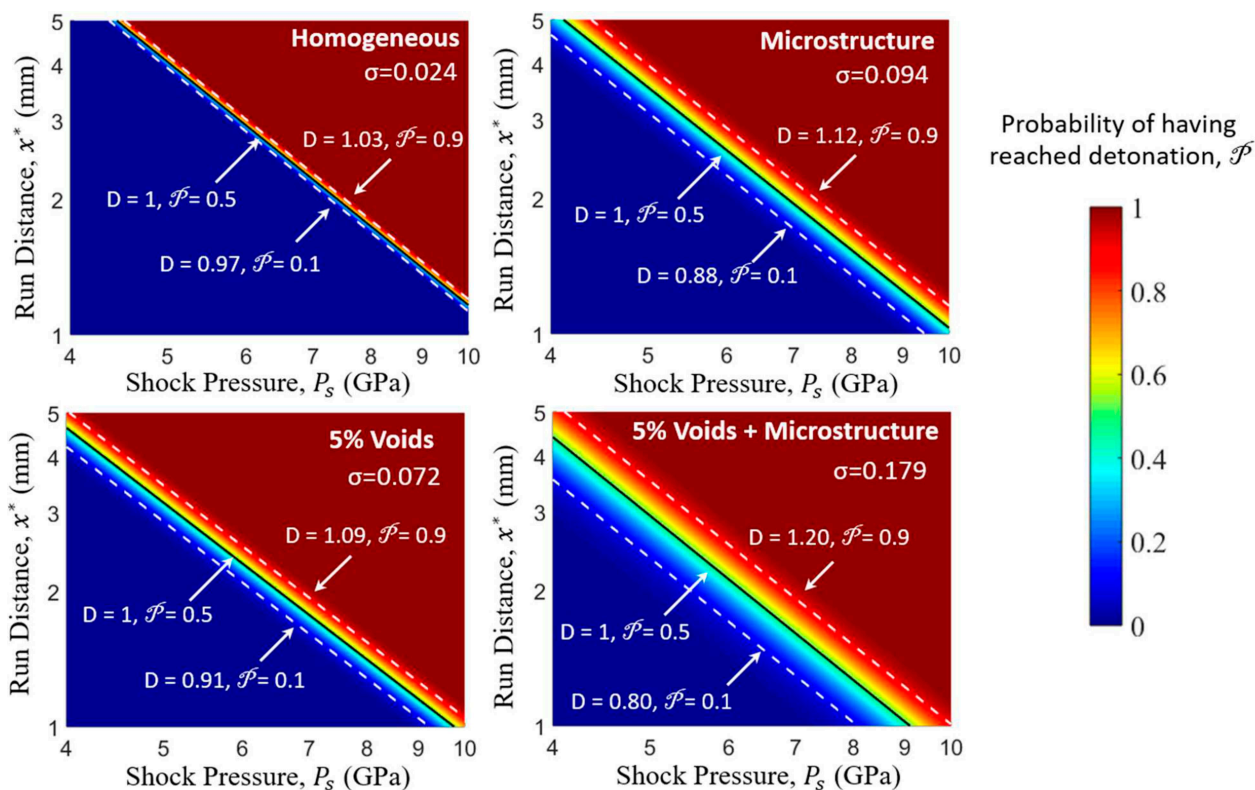 Homogeneous
σ=0.024
D = 1.03, 𝒫= 0.9
D = 1, 𝒫= 0.5
D = 0.97, 𝒫= 0.1
Run Distance, x* (mm)
5
4
3
2
1
4 5 6 7 8 9 10
Shock Pressure, Pₛ (GPa)
Microstructure
σ=0.094
D = 1.12, 𝒫= 0.9
D = 1, 𝒫= 0.5
D = 0.88, 𝒫= 0.1
Run Distance, x* (mm)
5
4
3
2
1
4 5 6 7 8 9 10
Shock Pressure, Pₛ (GPa)
5% Voids
σ=0.072
D = 1.09, 𝒫= 0.9
D = 1, 𝒫= 0.5
D = 0.91, 𝒫= 0.1
Run Distance, x* (mm)
5
4
3
2
1
4 5 6 7 8 9 10
Shock Pressure, Pₛ (GPa)
5% Voids + Microstructure
σ=0.179
D = 1.20, 𝒫= 0.9
D = 1, 𝒫= 0.5
D = 0.80, 𝒫= 0.1
Run Distance, x* (mm)
5
4
3
2
1
4 5 6 7 8 9 10
Shock Pressure, Pₛ (GPa)
Probability of having
reached detonation, 𝒫
1
0.8
0.6
0.4
0.2
0